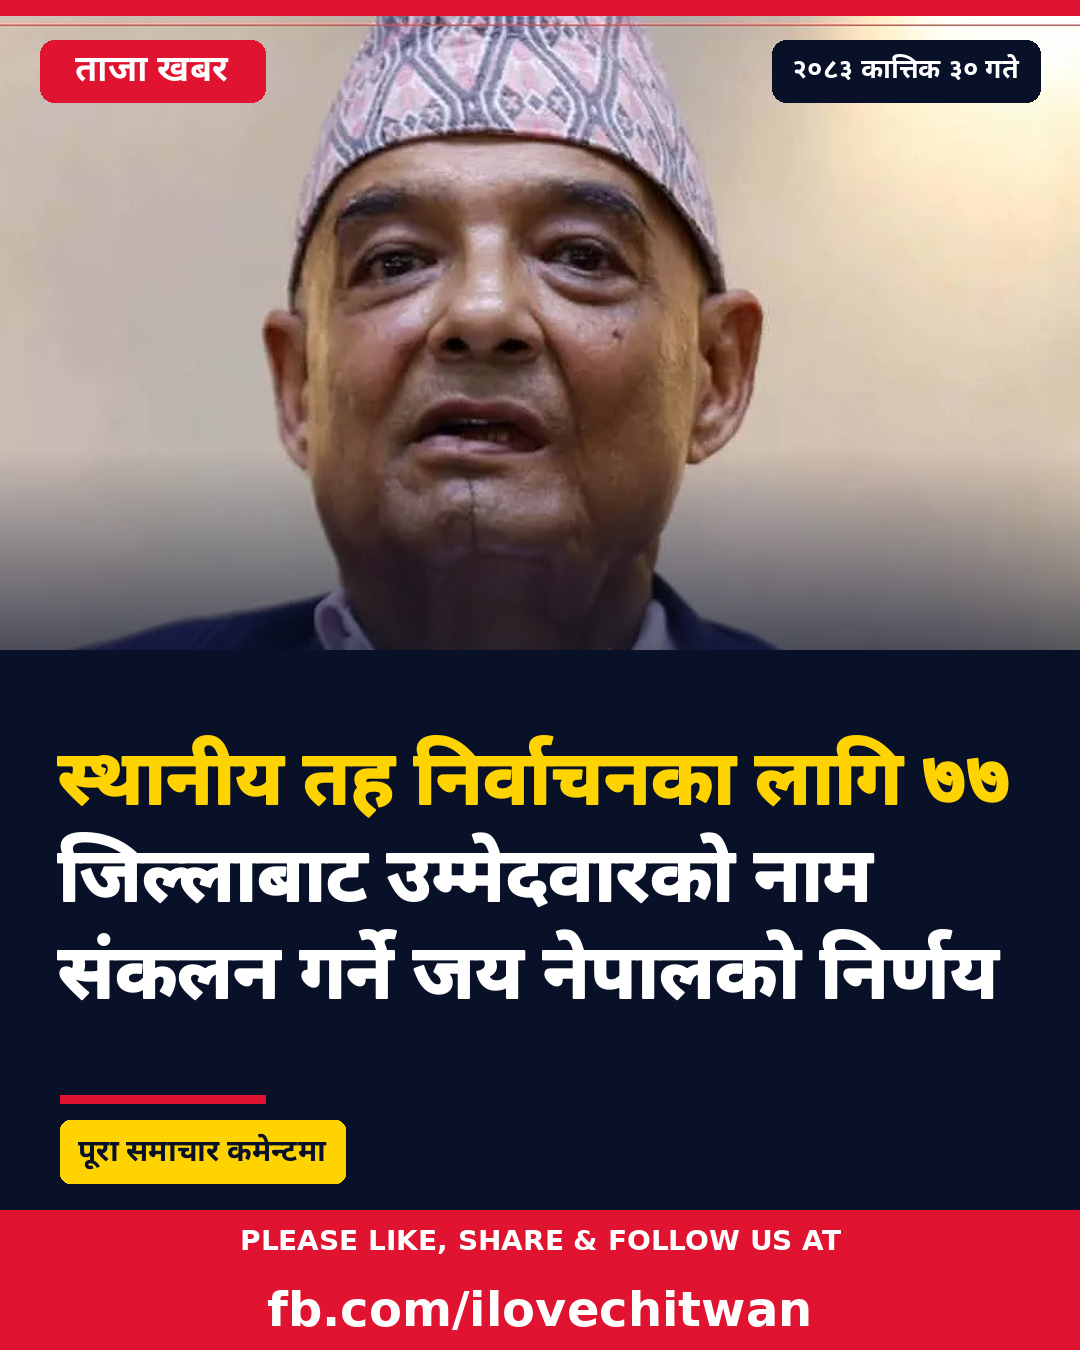 ताजा खबर
२०८३ कात्तिक ३० गते
स्थानीय तह निर्वाचनका लागि ७७
जिल्लाबाट उम्मेदवारको नाम
संकलन गर्ने जय नेपालको निर्णय
पूरा समाचार कमेन्टमा
PLEASE LIKE, SHARE & FOLLOW US AT
fb.com/ilovechitwan